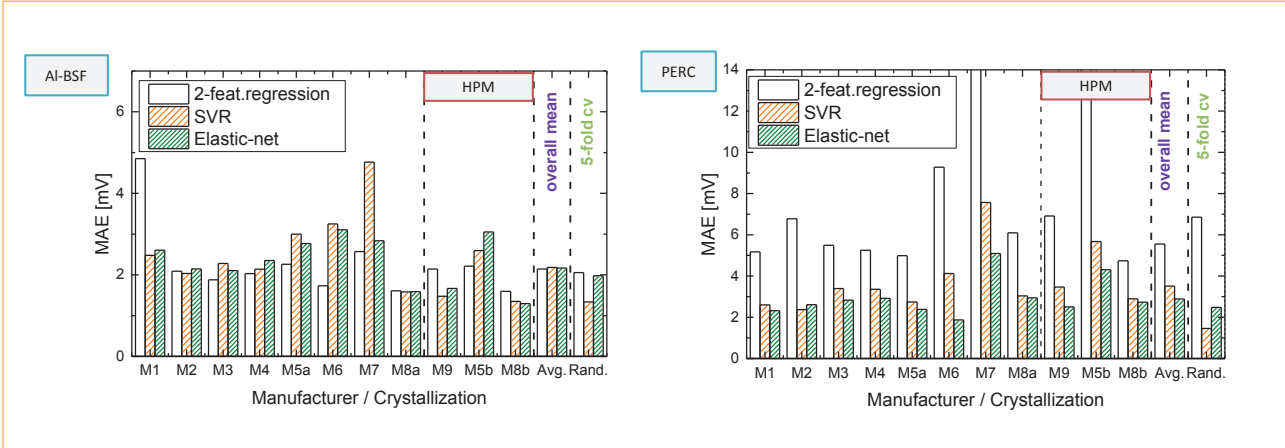 Al-BSF
HPM
2-feat.regression
SVR
Elastic-net
overall mean
5-fold cv
MAE [mV]
6
4
2
0
M1 M2 M3 M4 M5a M6 M7 M8a M9 M5b M8b Avg. Rand.
Manufacturer / Crystallization
PERC
HPM
2-feat.regression
SVR
Elastic-net
overall mean
5-fold cv
MAE [mV]
14
12
10
8
6
4
2
0
M1 M2 M3 M4 M5a M6 M7 M8a M9 M5b M8b Avg. Rand.
Manufacturer / Crystallization